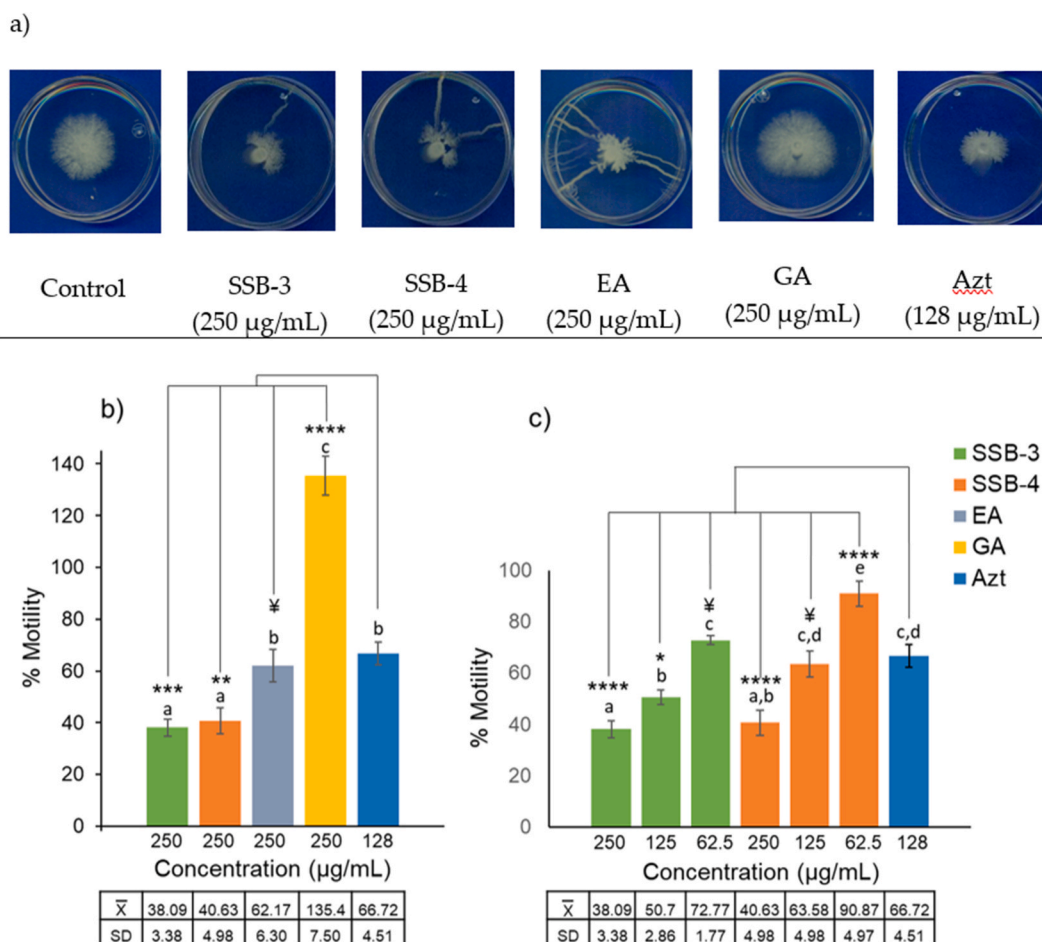 a)
Control SSB-3 SSB-4 EA GA Azt
(250 µg/mL) (250 µg/mL) (250 µg/mL) (250 µg/mL) (128 µg/mL)
b)
% Motility
140
120
100
80
60
40
20
0
*** ** ¥ ****
a a b c b
250 250 250 250 128
Concentration (µg/mL)
X̅ 38.09 40.63 62.17 135.4 66.72
SD 3.38 4.98 6.30 7.50 4.51
c)
SSB-3
SSB-4
EA
GA
Azt
% Motility
100
80
60
40
20
0
**** * ¥ **** ¥ ****
a b c a,b c,d e c,d
250 125 62.5 250 125 62.5 128
Concentration (µg/mL)
X̅ 38.09 50.7 72.77 40.63 63.58 90.87 66.72
SD 3.38 2.86 1.77 4.98 4.98 4.97 4.51